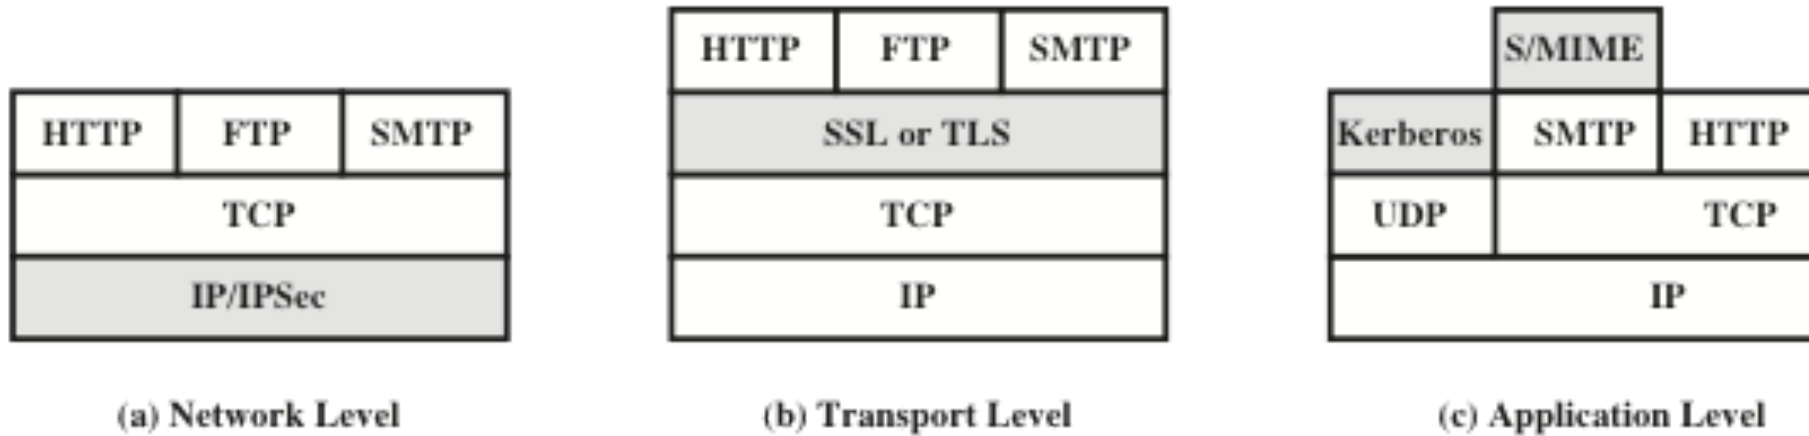 HTTP FTP SMTP
TCP
IP/IPSec
(a) Network Level
HTTP FTP SMTP
SSL or TLS
TCP
IP
(b) Transport Level
S/MIME
Kerberos SMTP HTTP
UDP TCP
IP
(c) Application Level